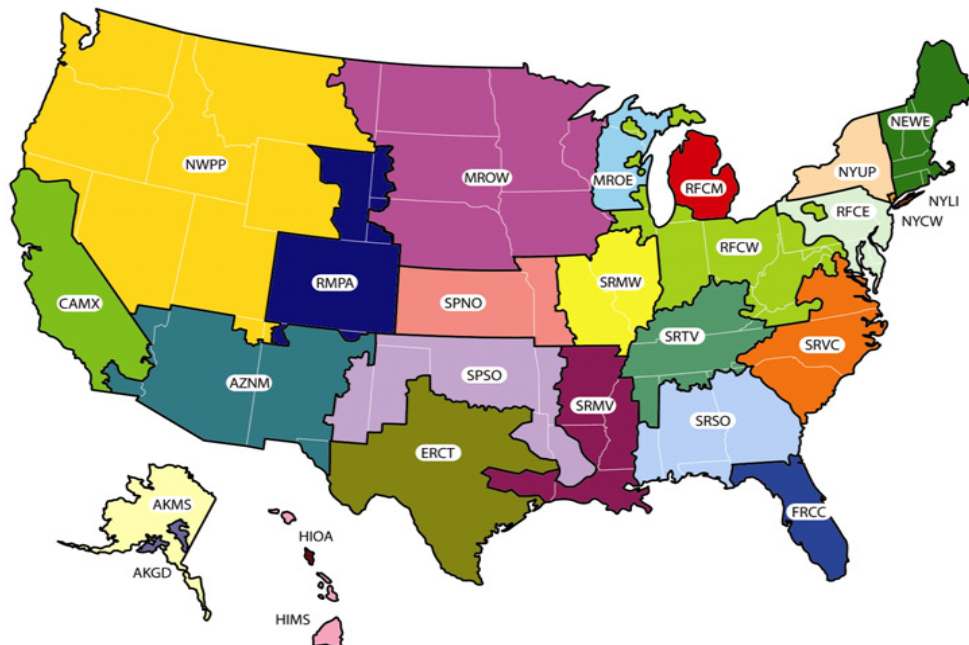 NEWE
NWPP
NYUP
MROW
MROE
RFCM
NYLI
RFCE
NYCW
RFCW
RMPA
SRMW
CAMX
SPNO
SRTV
SRVC
AZNM
SPSO
SRMV
SRSO
ERCT
AKMS
FRCC
HIOA
AKGD
HIMS